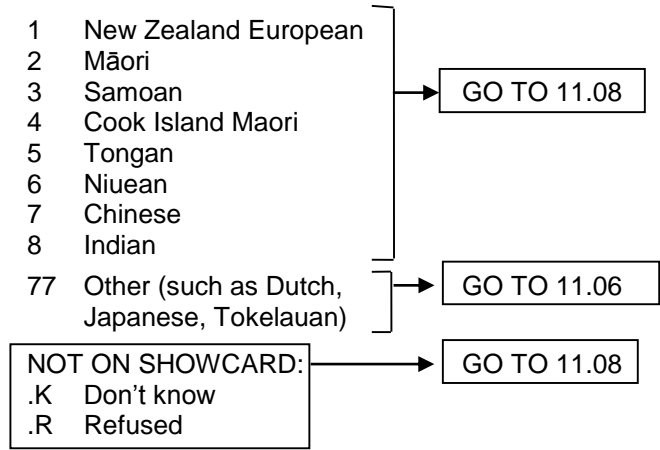 1 New Zealand European
2 Māori
3 Samoan
GO TO 11.08
4 Cook Island Maori
5 Tongan
6 Niuean
7 Chinese
8 Indian
77 Other (such as Dutch,
Japanese, Tokelauan)
GO TO 11.06
NOT ON SHOWCARD:
GO TO 11.08
.K Don't know
.R Refused